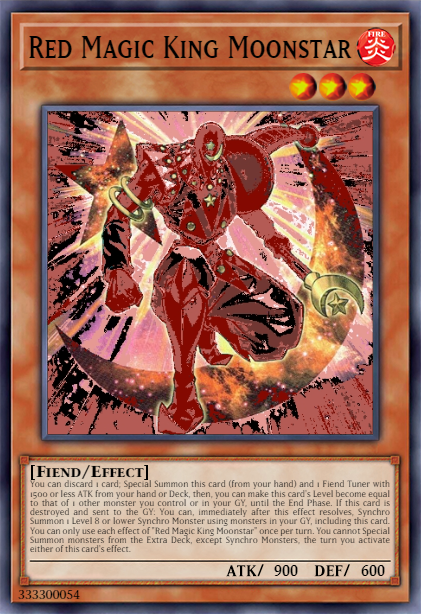 Red Magic King Moonstar
FIRE
炎
[Fiend/Effect]
You can discard 1 card; Special Summon this card (from your hand) and 1 Fiend Tuner with
1500 or less ATK from your hand or Deck, then, you can make this card's Level become equal
to that of 1 other monster you control or in your GY, until the End Phase. If this card is
destroyed and sent to the GY: You can, immediately after this effect resolves, Synchro
Summon 1 Level 8 or lower Synchro Monster using monsters in your GY, including this card.
You can only use each effect of "Red Magic King Moonstar" once per turn. You cannot Special
Summon monsters from the Extra Deck, except Synchro Monsters, the turn you activate
either of this card's effect.
ATK/ 900 DEF/ 600
333300054